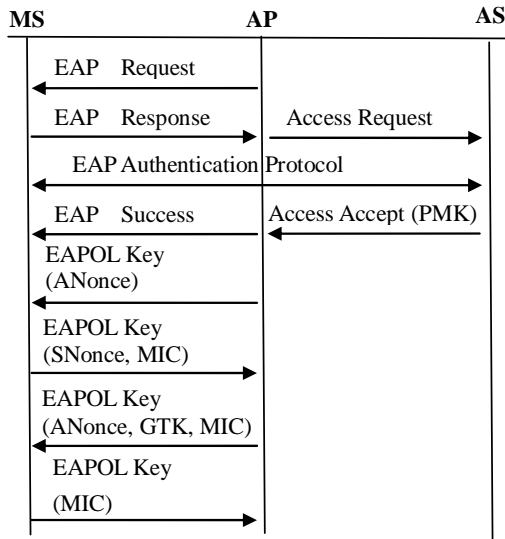 MS AP AS
EAP Request
EAP Response Access Request
EAP Authentication Protocol
EAP Success Access Accept (PMK)
EAPOL Key
(ANonce)
EAPOL Key
(SNonce, MIC)
EAPOL Key
(ANonce, GTK, MIC)
EAPOL Key
(MIC)